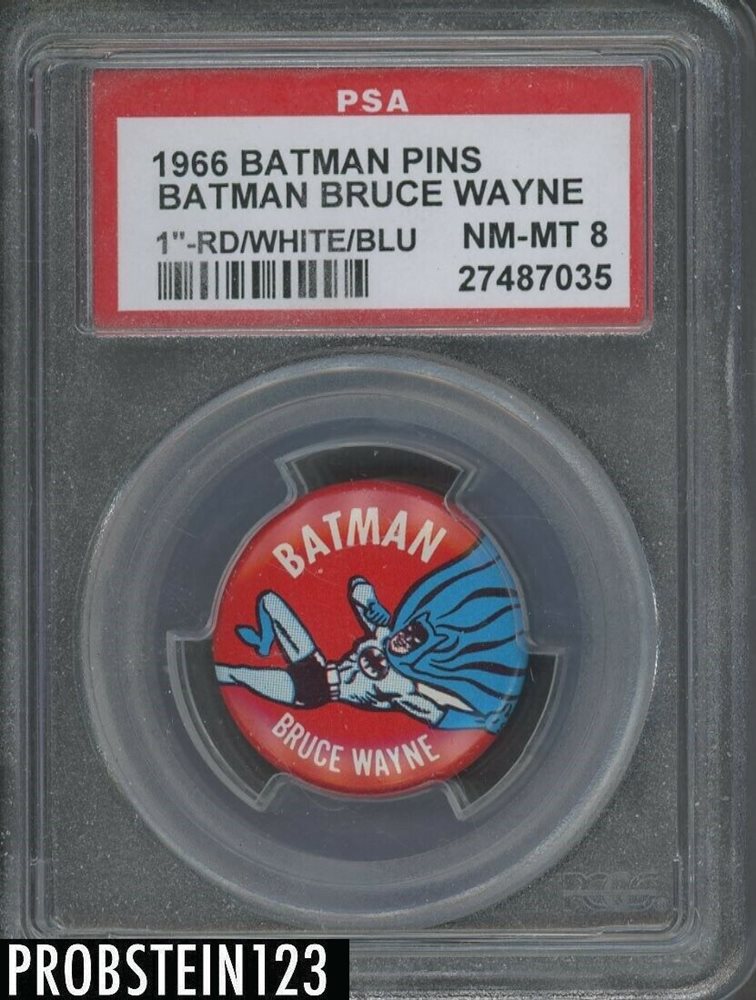 PSA
1966 BATMAN PINS
BATMAN BRUCE WAYNE
1"-RD/WHITE/BLU NM-MT 8
27487035
BATMAN
BRUCE WAYNE
PROBSTEIN123